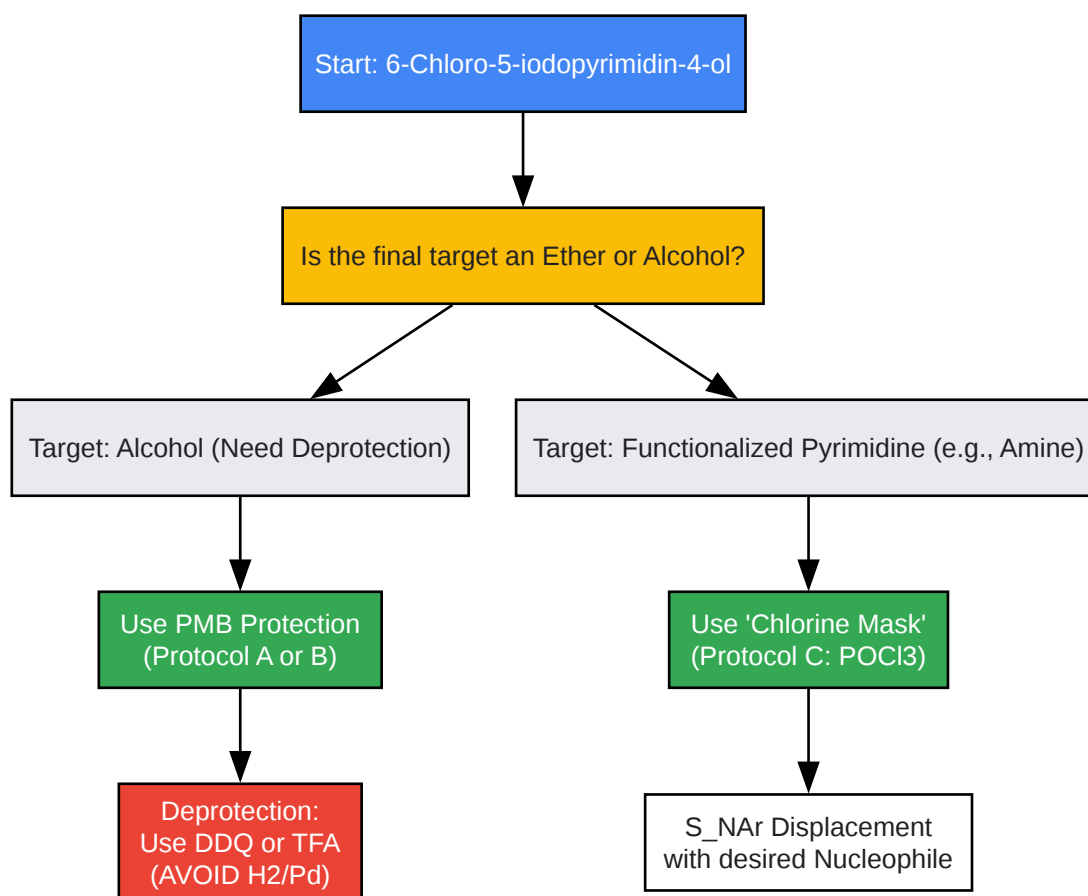 Start: 6-Chloro-5-iodopyrimidin-4-ol
Is the final target an Ether or Alcohol?
Target: Alcohol (Need Deprotection)
Target: Functionalized Pyrimidine (e.g., Amine)
Use PMB Protection
(Protocol A or B)
Use 'Chlorine Mask'
(Protocol C: POCl3)
Deprotection:
Use DDQ or TFA
(AVOID H2/Pd)
S_NAr Displacement
with desired Nucleophile